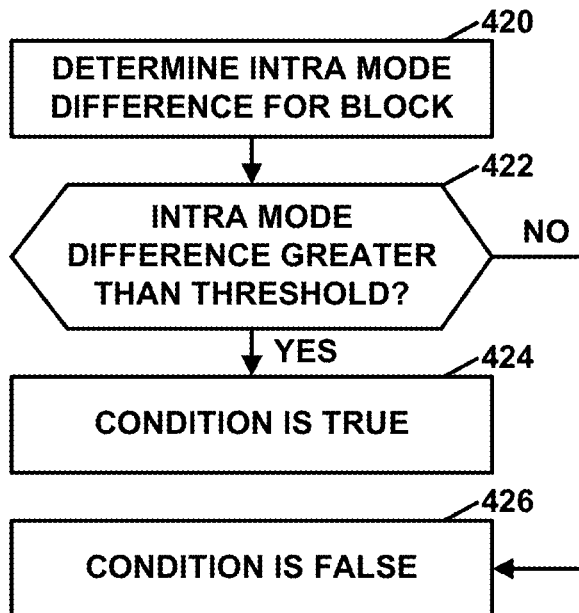 420
DETERMINE INTRA MODE
DIFFERENCE FOR BLOCK
422
INTRA MODE
DIFFERENCE GREATER
THAN THRESHOLD?
NO
YES
424
CONDITION IS TRUE
426
CONDITION IS FALSE